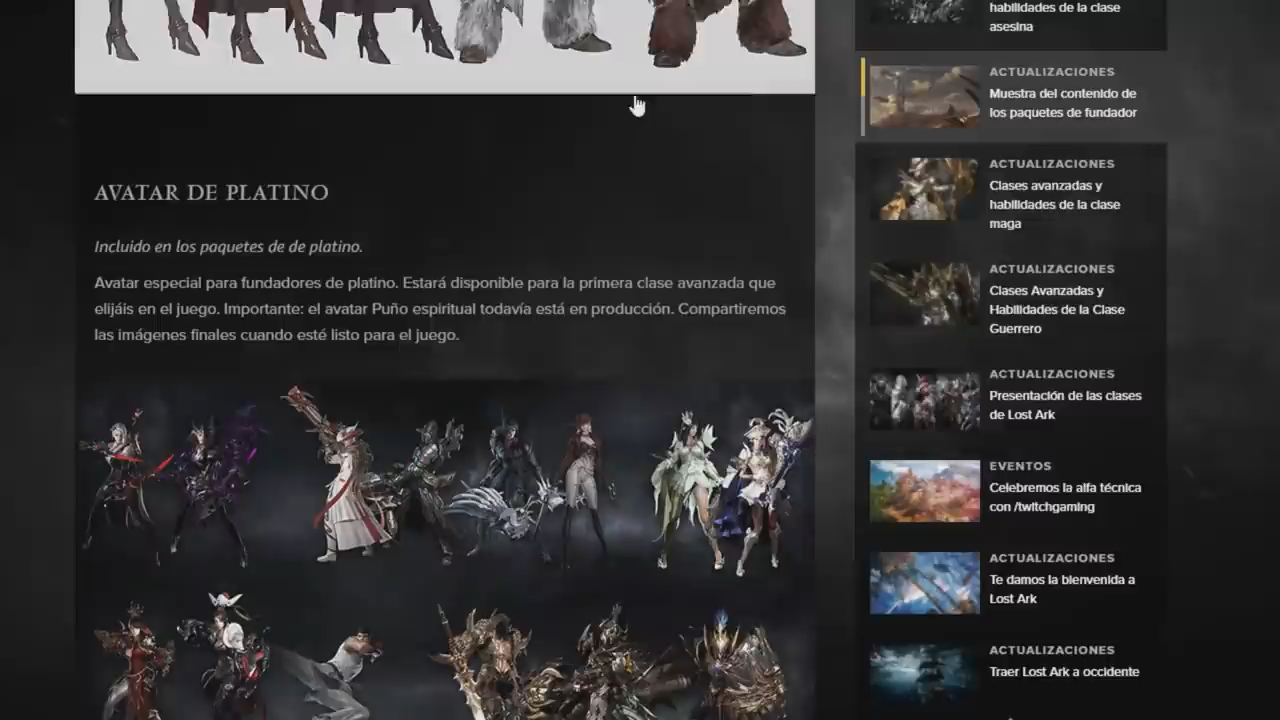 AVATAR DE PLATINO
Incluido en los paquetes de de platino.
Avatar especial para fundadores de platino. Estará disponible para la primera clase avanzada que
elijáis en el juego. Importante: el avatar Puño espiritual todavía está en producción. Compartiremos
las imágenes finales cuando esté listo para el juego.
habilidades de la clase
asesina
ACTUALIZACIONES
Muestra del contenido de
los paquetes de fundador
ACTUALIZACIONES
Clases avanzadas y
habilidades de la clase
maga
ACTUALIZACIONES
Clases Avanzadas y
Habilidades de la Clase
Guerrero
ACTUALIZACIONES
Presentación de las clases
de Lost Ark
EVENTOS
Celebremos la alfa técnica
con /twitchgaming
ACTUALIZACIONES
Te damos la bienvenida a
Lost Ark
ACTUALIZACIONES
Traer Lost Ark a occidente